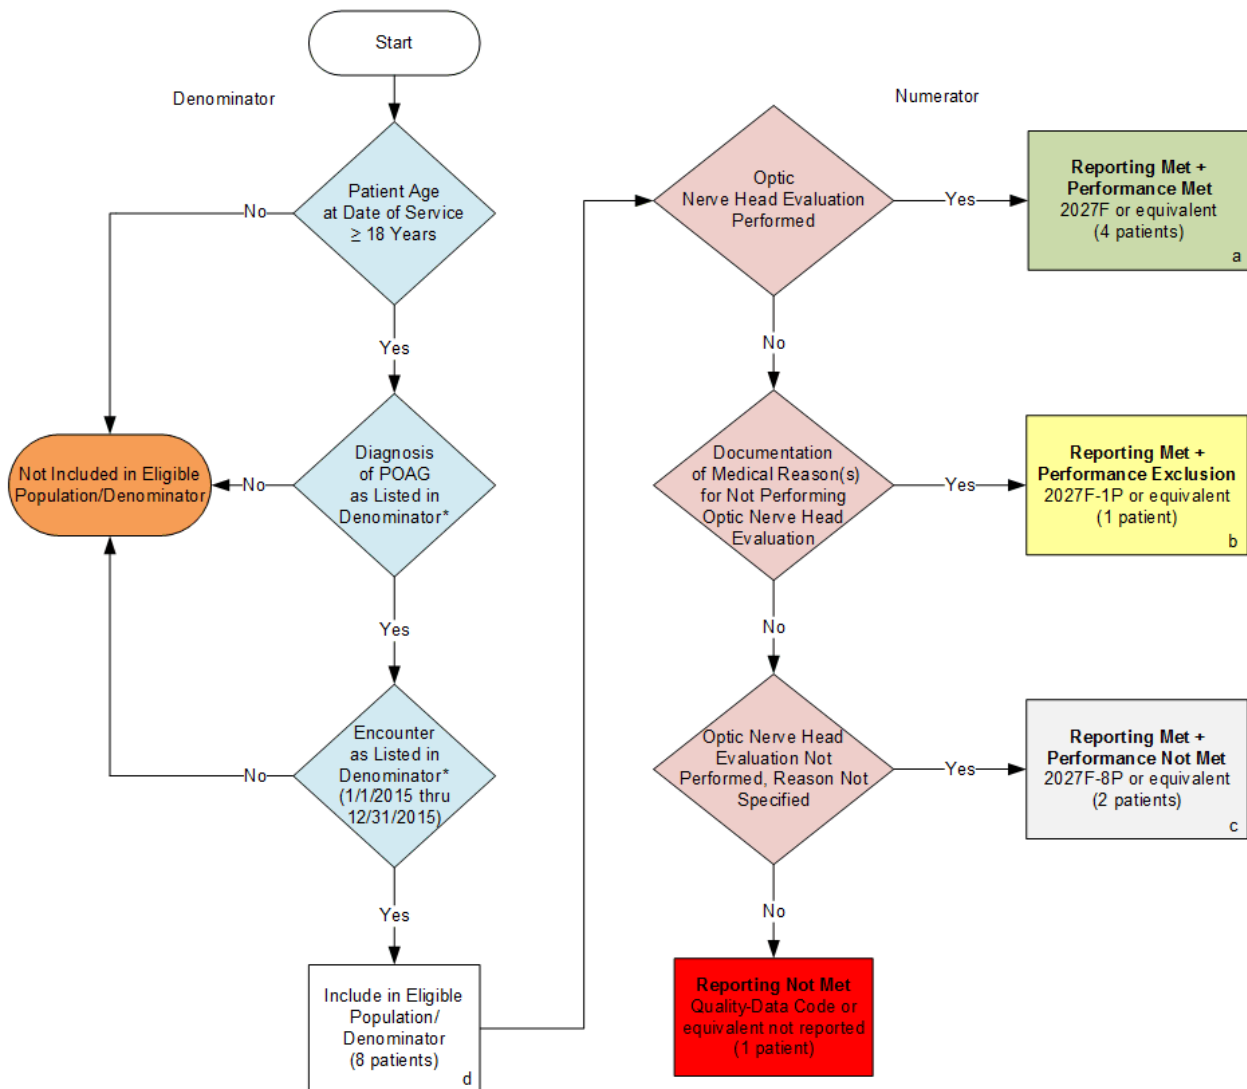 Start
Denominator
Patient Age
at Date of Service
≥ 18 Years
No
Yes
Diagnosis
of POAG
as Listed in
Denominator*
No
Not Included in Eligible
Population/Denominator
Yes
Encounter
as Listed in
Denominator*
(1/1/2015 thru
12/31/2015)
No
Yes
Include in Eligible
Population/
Denominator
(8 patients)
d
Numerator
Optic
Nerve Head Evaluation
Performed
Yes
Reporting Met +
Performance Met
2027F or equivalent
(4 patients)
a
No
Documentation
of Medical Reason(s)
for Not Performing
Optic Nerve Head
Evaluation
Yes
Reporting Met +
Performance Exclusion
2027F-1P or equivalent
(1 patient)
b
No
Optic Nerve Head
Evaluation Not
Performed, Reason Not
Specified
Yes
Reporting Met +
Performance Not Met
2027F-8P or equivalent
(2 patients)
c
No
Reporting Not Met
Quality-Data Code or
equivalent not reported
(1 patient)